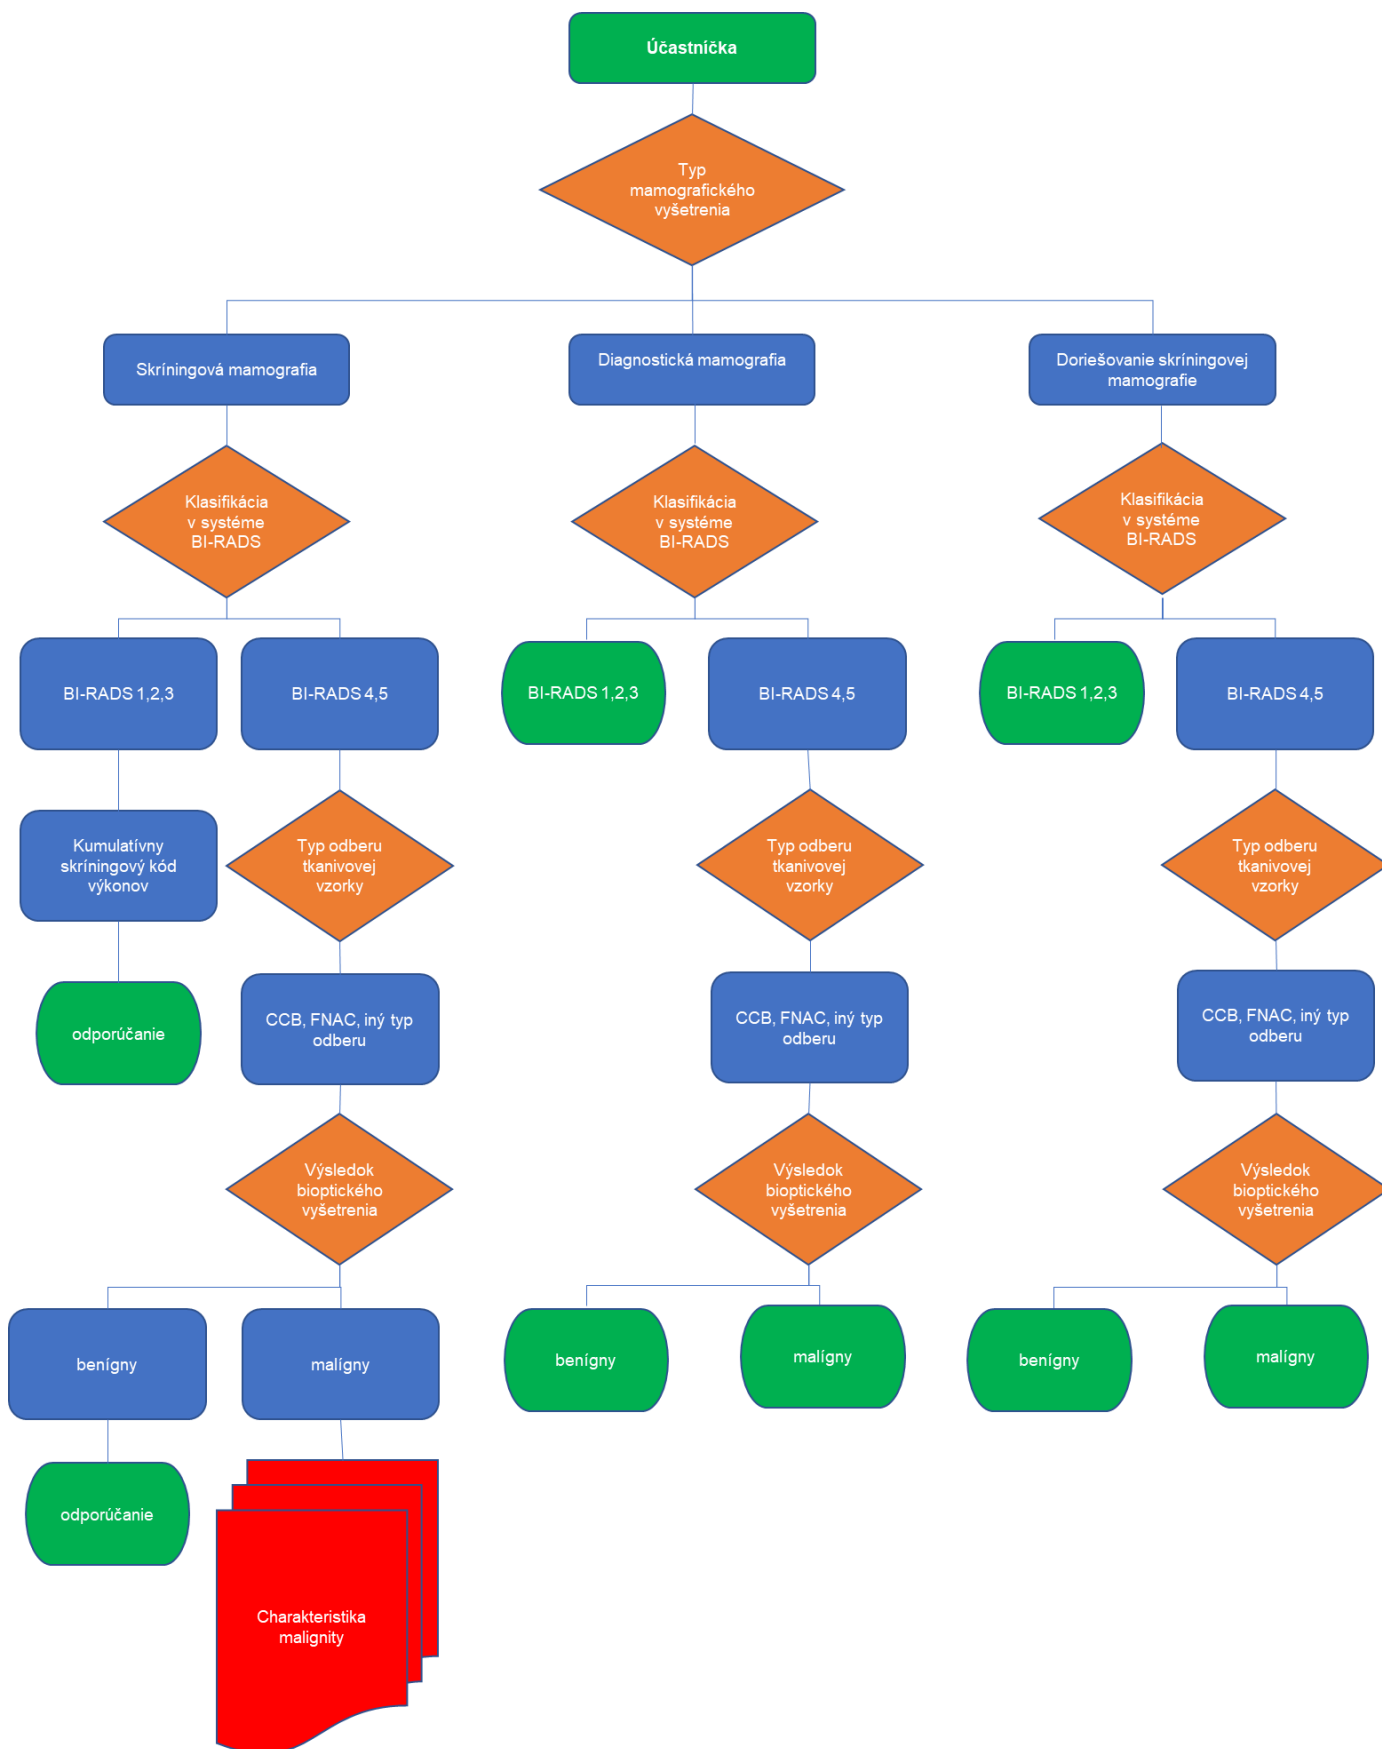 Účastníčka
Typ
mamografického
vyšetrenia
Skríningová mamografia
Diagnostická mamografia
Doriešovanie skríningovej
mamografie
Klasifikácia
v systéme
BI-RADS
Klasifikácia
v systéme
BI-RADS
Klasifikácia
v systéme
BI-RADS
BI-RADS 1,2,3
BI-RADS 4,5
BI-RADS 1,2,3
BI-RADS 4,5
BI-RADS 1,2,3
BI-RADS 4,5
Kumulatívny
skríningový kód
výkonov
Typ odberu
tkanivovej
vzorky
Typ odberu
tkanivovej
vzorky
Typ odberu
tkanivovej
vzorky
odporúčanie
CCB, FNAC, iný typ
odberu
CCB, FNAC, iný typ
odberu
CCB, FNAC, iný typ
odberu
Výsledok
bioptického
vyšetrenia
Výsledok
bioptického
vyšetrenia
Výsledok
bioptického
vyšetrenia
benígny
malígny
benígny
malígny
benígny
malígny
odporúčanie
Charakteristika
malignity